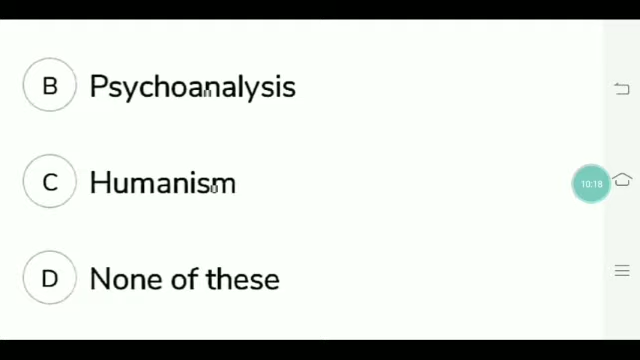 B Psychoanalysis
C Humanism
10:18
D None of these